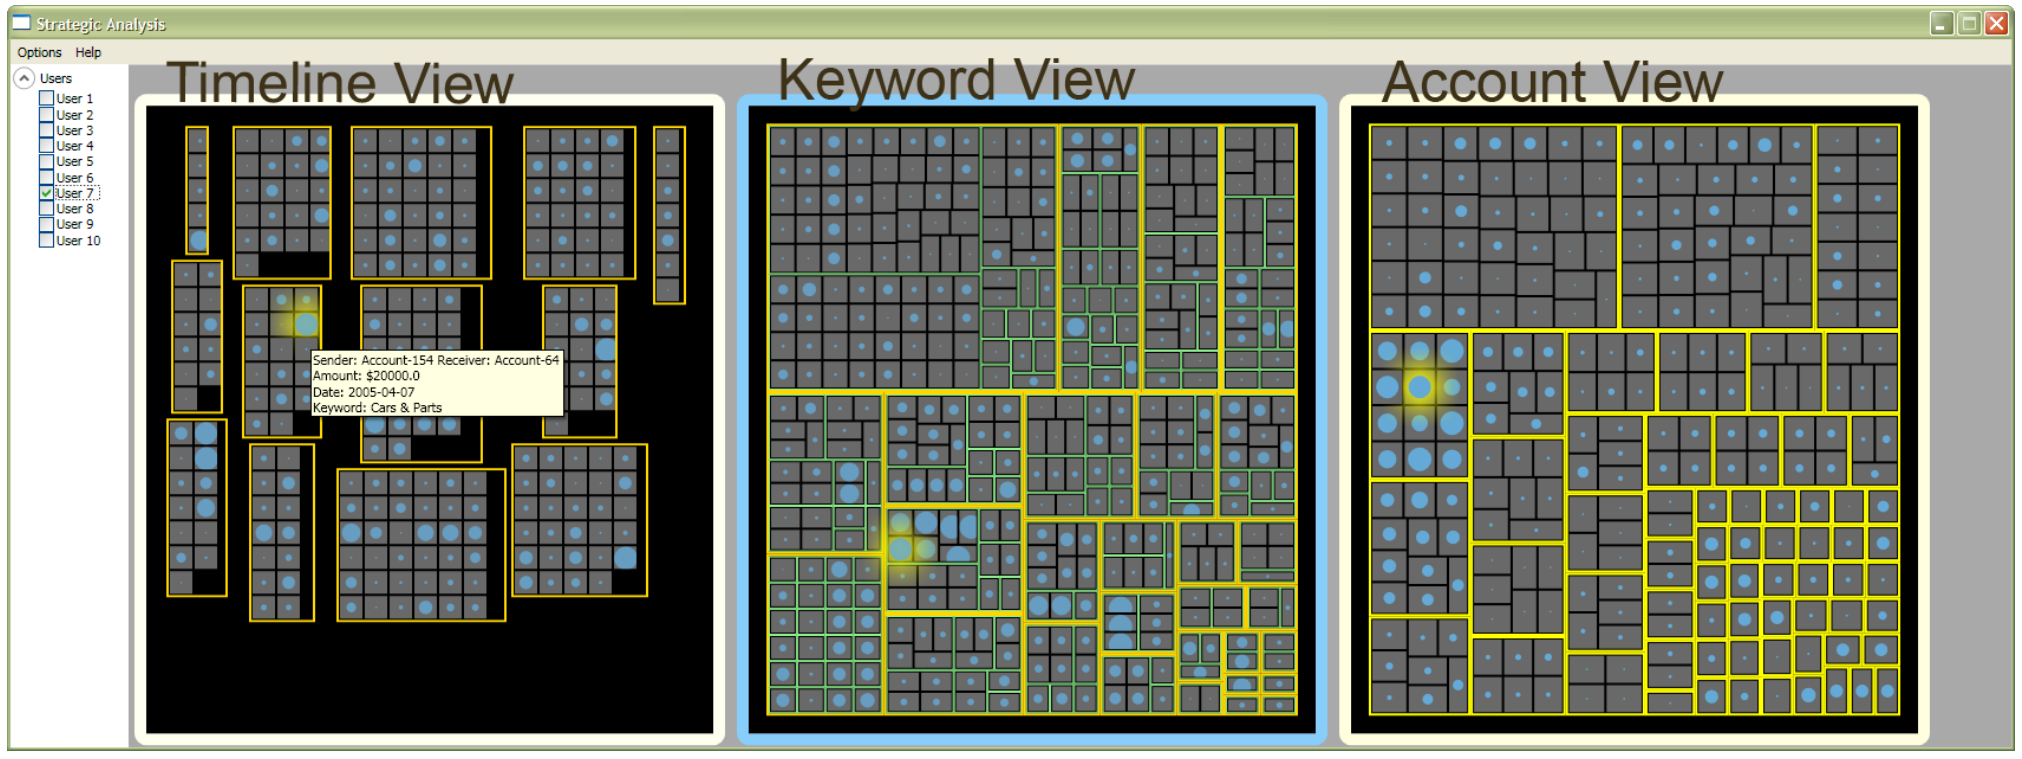 Strategic Analysis
Options Help
Users
User 1
User 2
User 3
User 4
User 5
User 6
User 7
User 8
User 9
User 10
Timeline View
Keyword View
Account View
Sender: Account-154 Receiver: Account-64
Amount: $20000.0
Date: 2005-04-07
Keyword: Cars & Parts